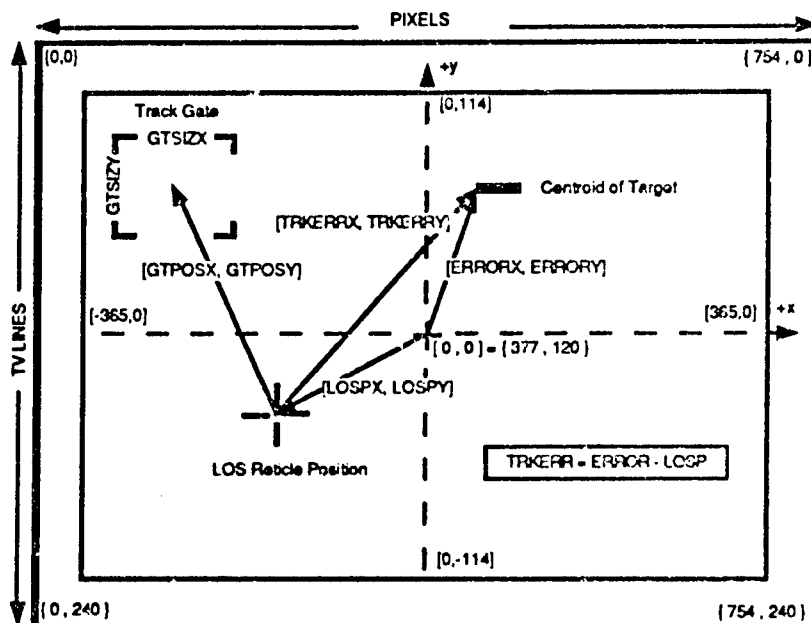 PIXELS
[0,0]
{ 754 , 0 }
+y
Track Gate
[0,114]
GTSIZX
GTSIZY
Centroid of Target
[TRKERRX, TRKERRY]
[GTPOSX, GTPOSY]
[ERRORX, ERRORY]
TV LINES
[-365,0]
[365,0]
+x
[ 0 , 0 ] = { 377 , 120 }
[LOSPX, LOSPY]
LOS Reticle Position
TRKERR = ERROR - LOSP
[0,-114]
{ 0 , 240 }
{ 754 , 240 }